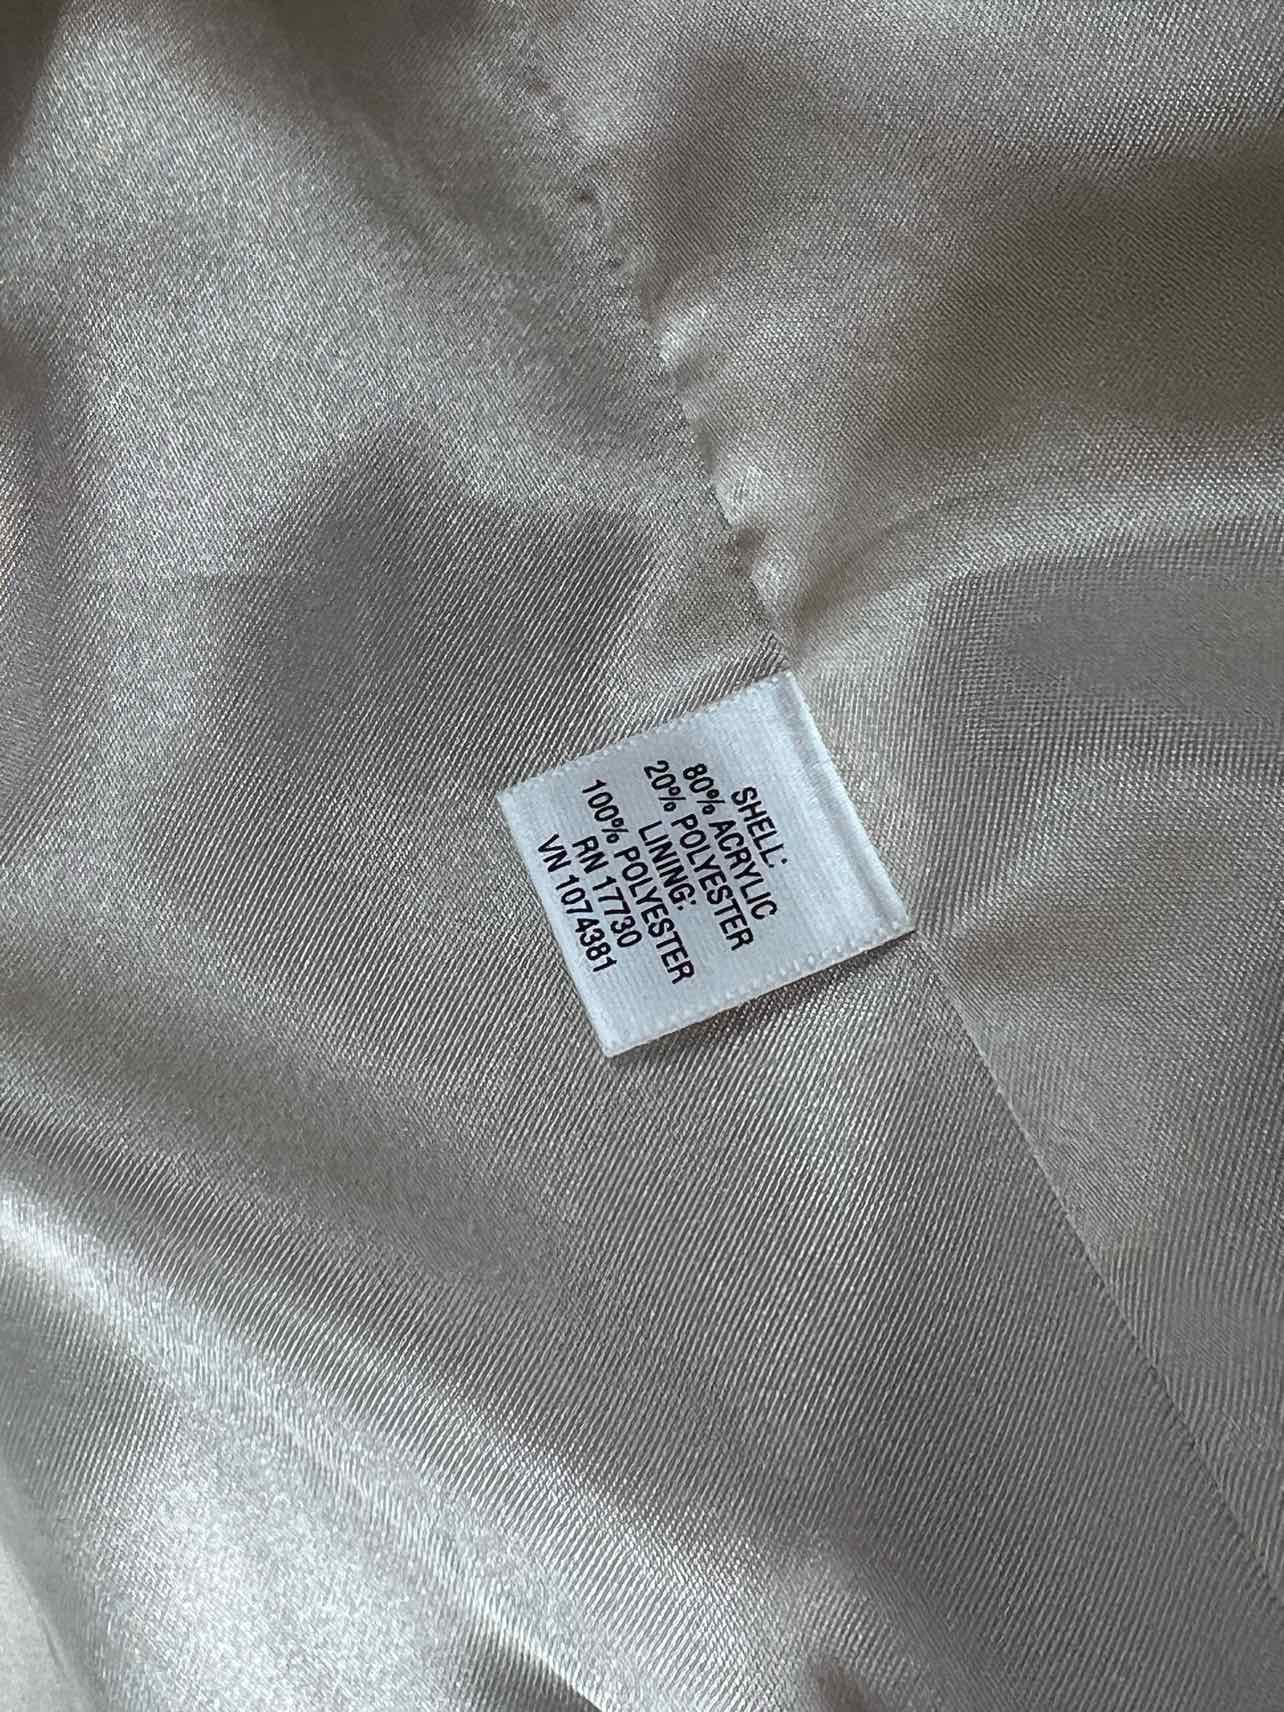 SHELL:
80% ACRYLIC
20% POLYESTER
LINING:
100% POLYESTER
RN 17730
VN 1074381